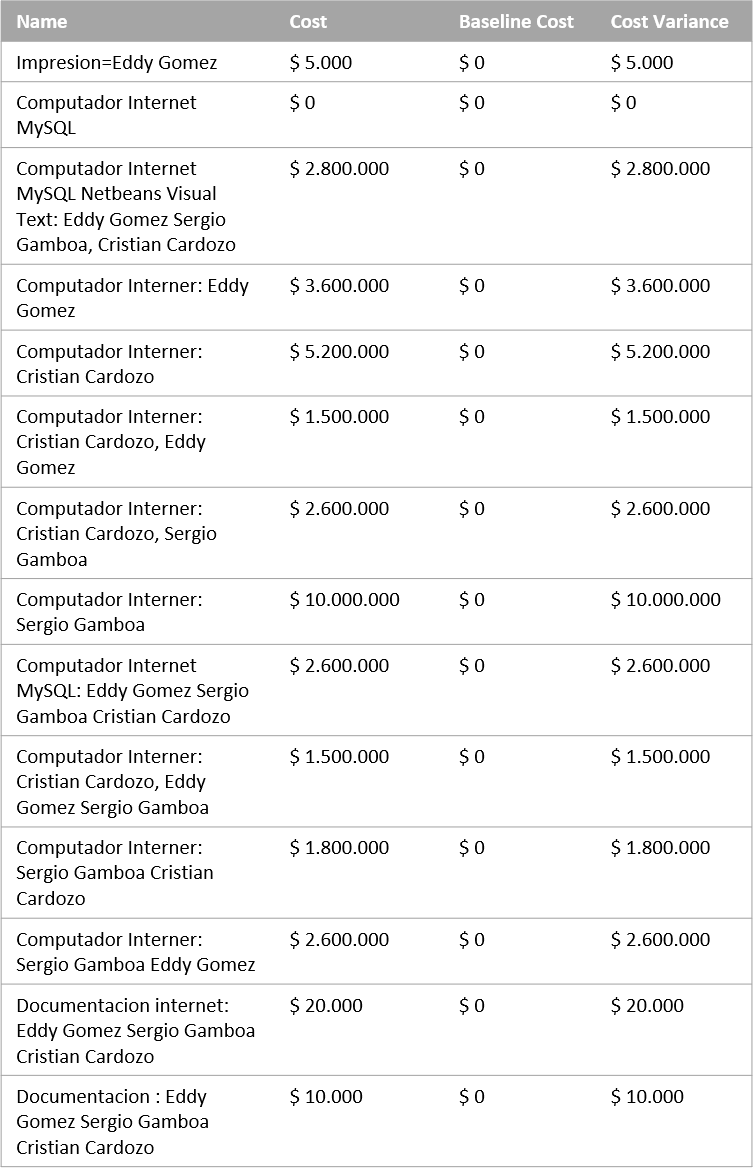 Name Cost Baseline Cost Cost Variance
Impresion=Eddy Gomez $ 5.000 $ 0 $ 5.000
Computador Internet $ 0 $ 0 $ 0
MySQL
Computador Internet $ 2.800.000 $ 0 $ 2.800.000
MySQL Netbeans Visual
Text: Eddy Gomez Sergio
Gamboa, Cristian Cardozo
Computador Interner: Eddy $ 3.600.000 $ 0 $ 3.600.000
Gomez
Computador Interner: $ 5.200.000 $ 0 $ 5.200.000
Cristian Cardozo
Computador Interner: $ 1.500.000 $ 0 $ 1.500.000
Cristian Cardozo, Eddy
Gomez
Computador Interner: $ 2.600.000 $ 0 $ 2.600.000
Cristian Cardozo, Sergio
Gamboa
Computador Interner: $ 10.000.000 $ 0 $ 10.000.000
Sergio Gamboa
Computador Internet $ 2.600.000 $ 0 $ 2.600.000
MySQL: Eddy Gomez Sergio
Gamboa Cristian Cardozo
Computador Interner: $ 1.500.000 $ 0 $ 1.500.000
Cristian Cardozo, Eddy
Gomez Sergio Gamboa
Computador Interner: $ 1.800.000 $ 0 $ 1.800.000
Sergio Gamboa Cristian
Cardozo
Computador Interner: $ 2.600.000 $ 0 $ 2.600.000
Sergio Gamboa Eddy Gomez
Documentacion internet: $ 20.000 $ 0 $ 20.000
Eddy Gomez Sergio Gamboa
Cristian Cardozo
Documentacion : Eddy $ 10.000 $ 0 $ 10.000
Gomez Sergio Gamboa
Cristian Cardozo